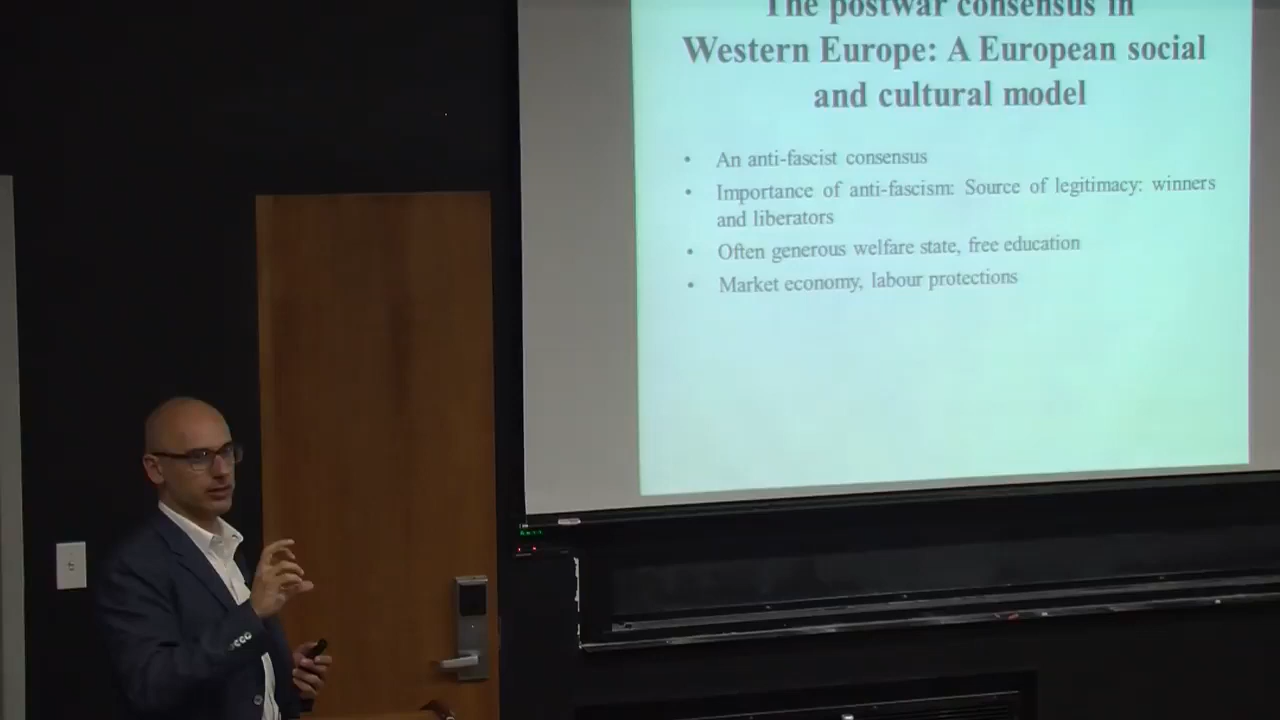 The postwar consensus in
Western Europe: A European social
and cultural model
• An anti-fascist consensus
• Importance of anti-fascism: Source of legitimacy: winners
and liberators
• Often generous welfare state, free education
• Market economy, labour protections